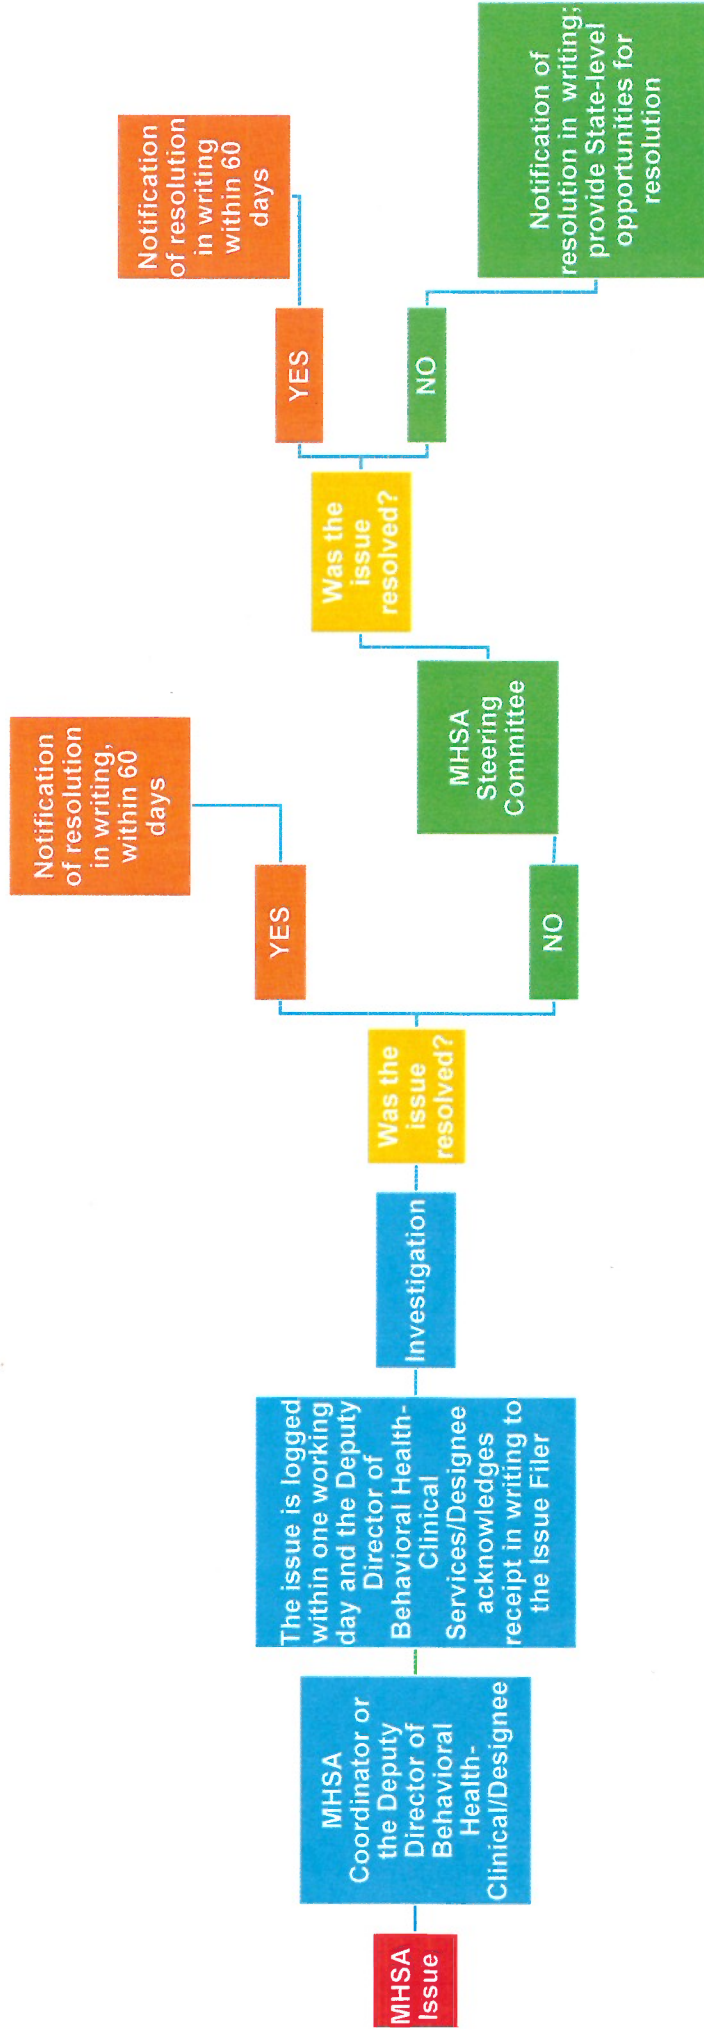 MHSA
Issue
MHSA
Coordinator or
the Deputy
Director of
Behavioral
Health-
Clinical/Designee
The issue is logged
within one working
day and the Deputy
Director of
Behavioral Health-
Clinical
Services/Designee
acknowledges
receipt in writing to
the Issue Filer
Investigation
Was the
issue
resolved?
YES
Notification
of resolution
in writing,
within 60
days
NO
MHSA
Steering
Committee
Was the
issue
resolved?
YES
Notification
of resolution
in writing
within 60
days
NO
Notification of
resolution in writing;
provide State-level
opportunities for
resolution